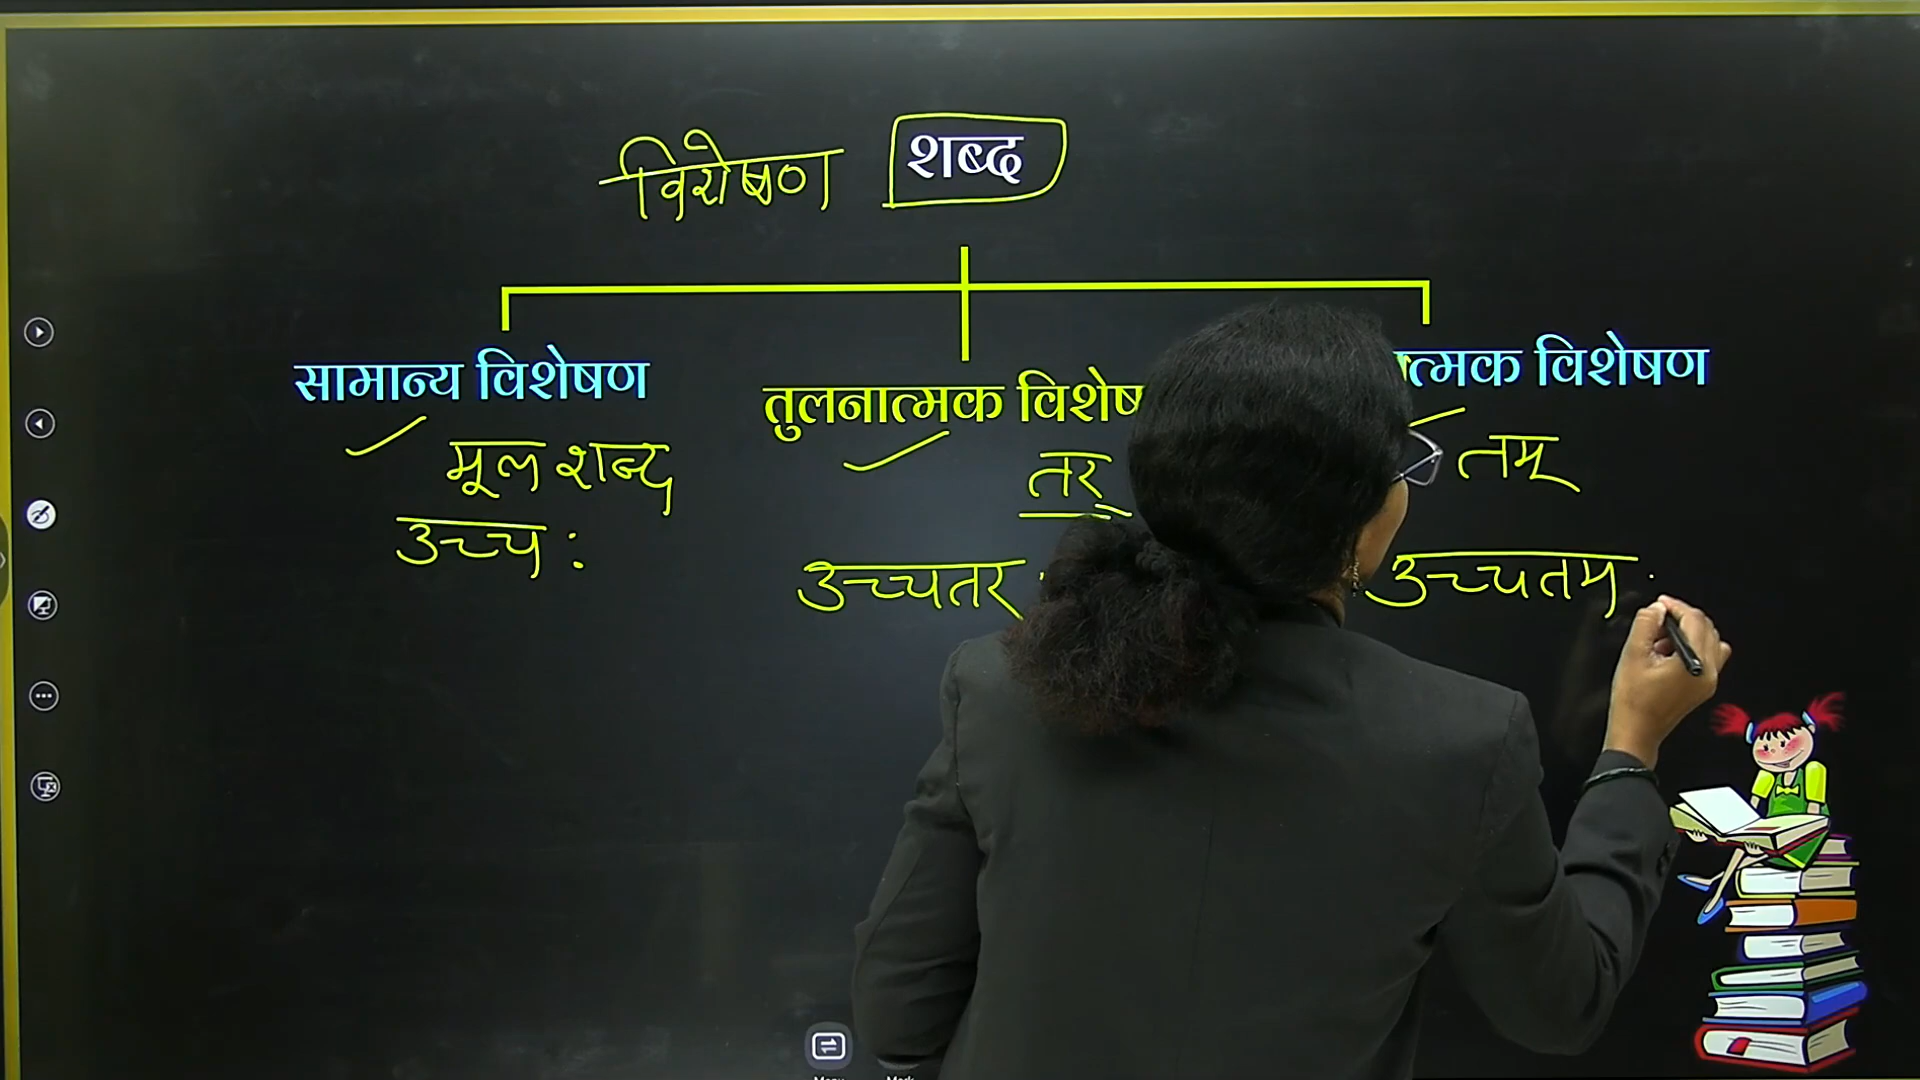 विशेषण शब्द
सामान्य विशेषण
मूल शब्द
उच्च :
तुलनात्मक विशेष
तर्
उच्चतर
त्मक विशेषण
तम्
उच्चतम